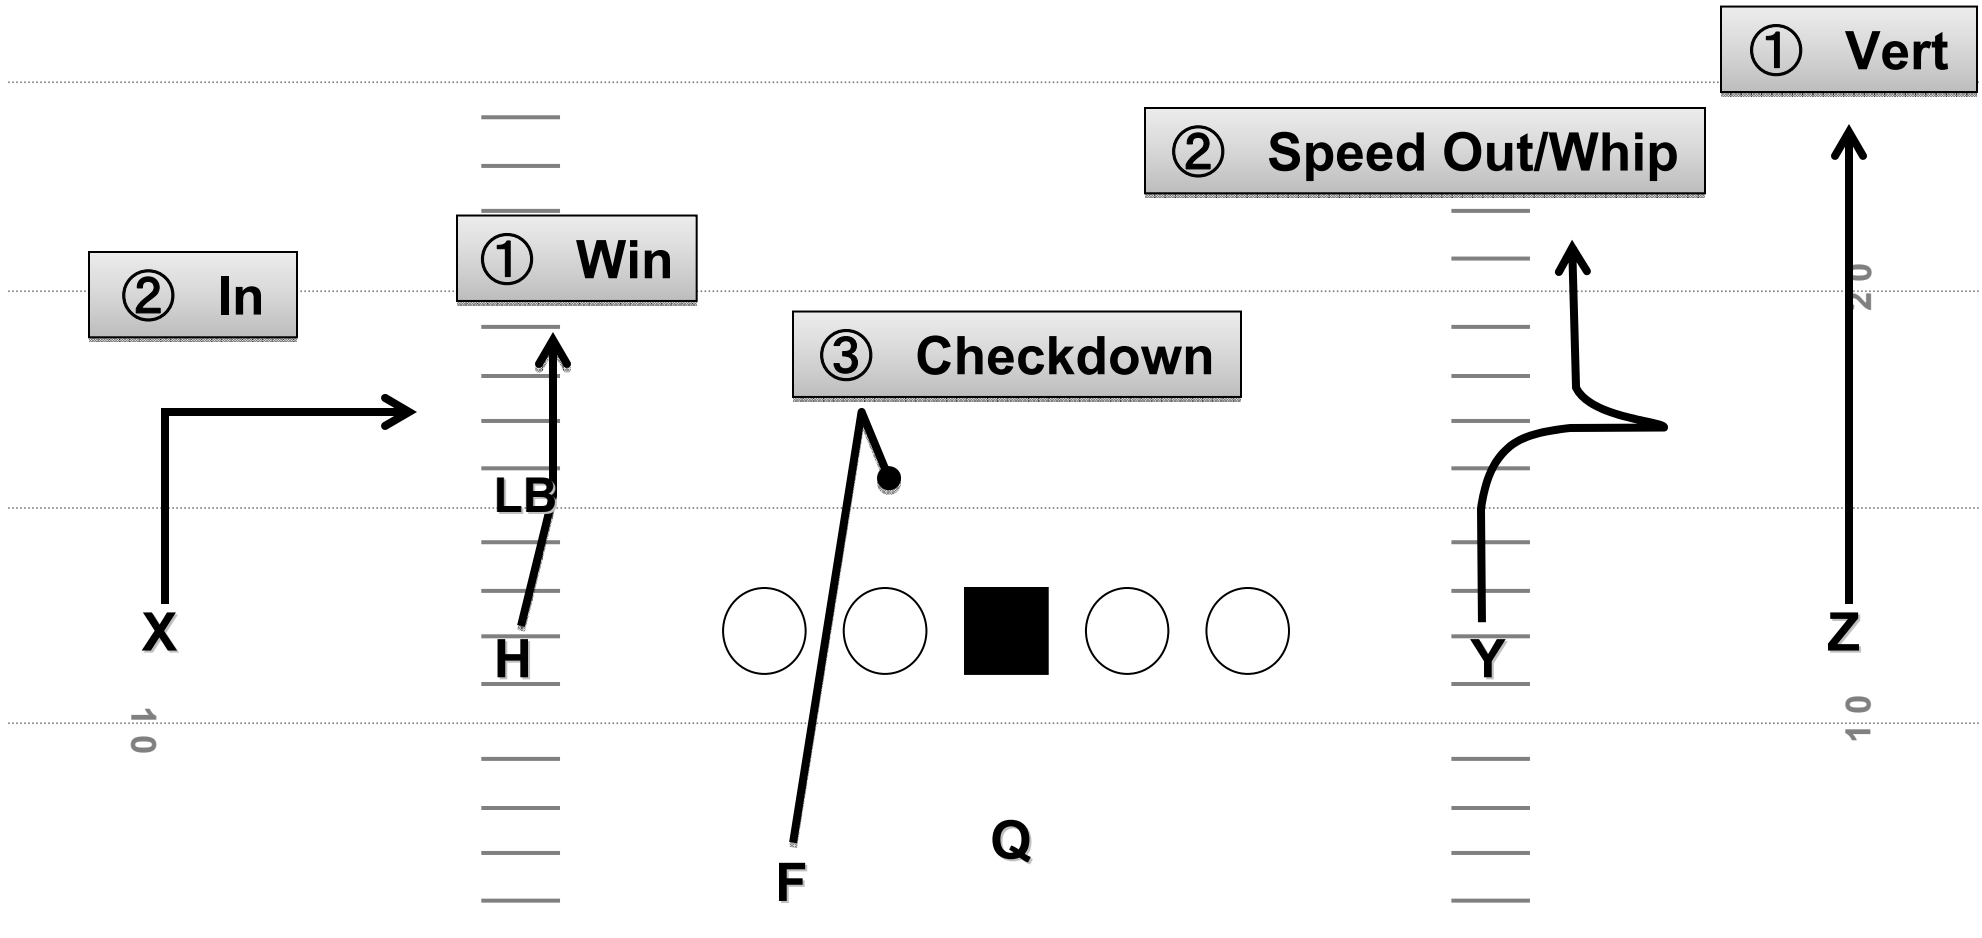 ① Vert
② Speed Out/Whip
① Win
② In
20
③ Checkdown
LB
X
H
Y
Z
10
10
Q
F